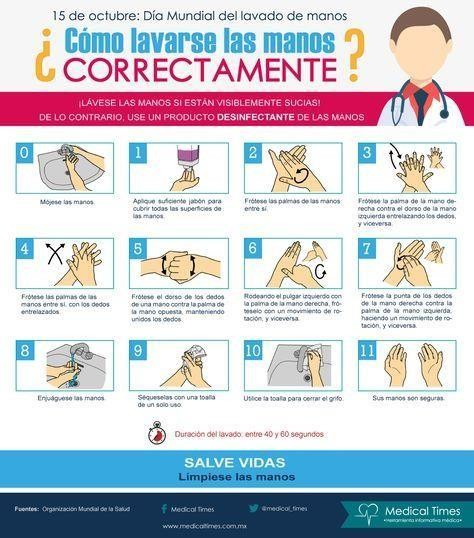 15 de octubre: Día Mundial del lavado de manos
¿Cómo lavarse las manos
CORRECTAMENTE?
¡LÁVESE LAS MANOS SI ESTÁN VISIBLEMENTE SUCIAS!
DE LO CONTRARIO, USE UN PRODUCTO DESINFECTANTE DE LAS MANOS
0
Mójese las manos.
1
Aplique suficiente jabón para
cubrir todas las superficies de
las manos.
2
Frótese las palmas de las manos
entre sí.
3
Frótese la palma de la mano de-
recha contra el dorso de la mano
izquierda entrelazando los dedos,
y viceversa.
4
Frótese las palmas de las
manos entre sí, con los dedos
entrelazados.
5
Frótese el dorso de los dedos
de una mano contra la palma de
la mano opuesta, manteniendo
unidos los dedos.
6
Rodeando el pulgar izquierdo con
la palma de la mano derecha, fró-
teselo con un movimiento de ro-
tación, y viceversa.
7
Frótese la punta de los dedos
de la mano derecha contra la
palma de la mano izquierda,
haciendo un movimiento de ro-
tación, y viceversa.
8
Enjuáguese las manos.
9
Séqueselas con una toalla
de un solo uso.
10
Utilice la toalla para cerrar el grifo.
11
Sus manos son seguras.
Duración del lavado: entre 40 y 60 segundos
SALVE VIDAS
Límpiese las manos
Fuentes: Organización Mundial de la Salud
Medical Times
@medical_times
www.medicaltimes.com.mx
Medical Times
•Herramienta informativa médica•